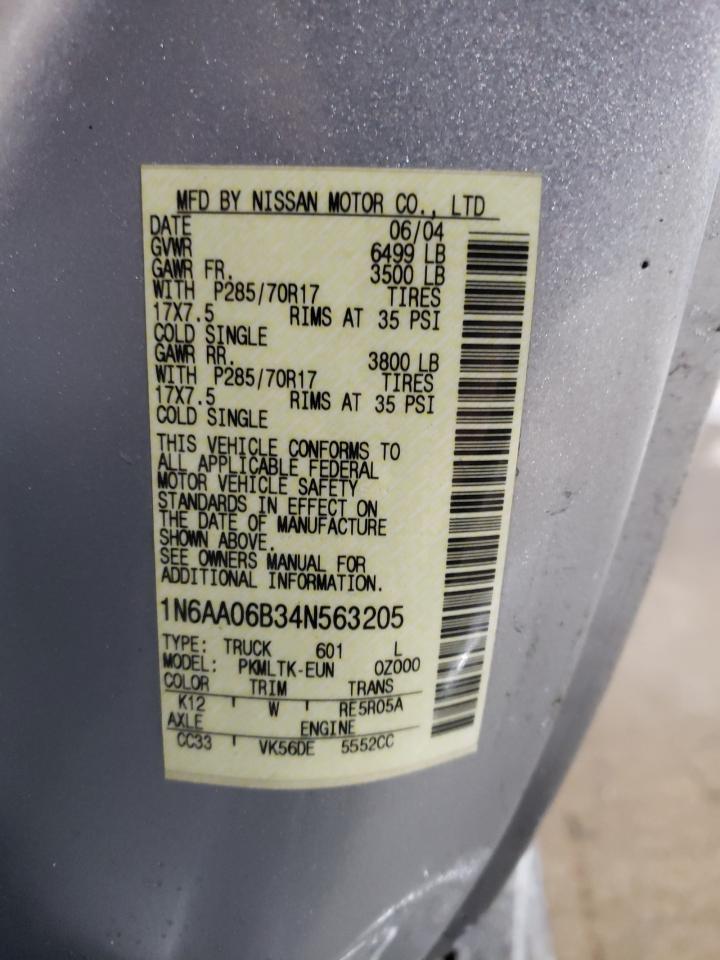 MFD BY NISSAN MOTOR CO., LTD
DATE 06/04
GVWR 6499 LB
GAWR FR. 3500 LB
WITH P285/70R17 TIRES
17X7.5 RIMS AT 35 PSI
COLD SINGLE
GAWR RR. 3800 LB
WITH P285/70R17 TIRES
17X7.5 RIMS AT 35 PSI
COLD SINGLE
THIS VEHICLE CONFORMS TO
ALL APPLICABLE FEDERAL
MOTOR VEHICLE SAFETY
STANDARDS IN EFFECT ON
THE DATE OF MANUFACTURE
SHOWN ABOVE.
SEE OWNERS MANUAL FOR
ADDITIONAL INFORMATION.
1N6AA06B34N563205
TYPE: TRUCK 601 L
MODEL: PKMLTK-EUN 0Z000
COLOR TRIM TRANS
K12 ' W ' RE5R05A
AXLE ENGINE
CC33 ' VK56DE 5552CC